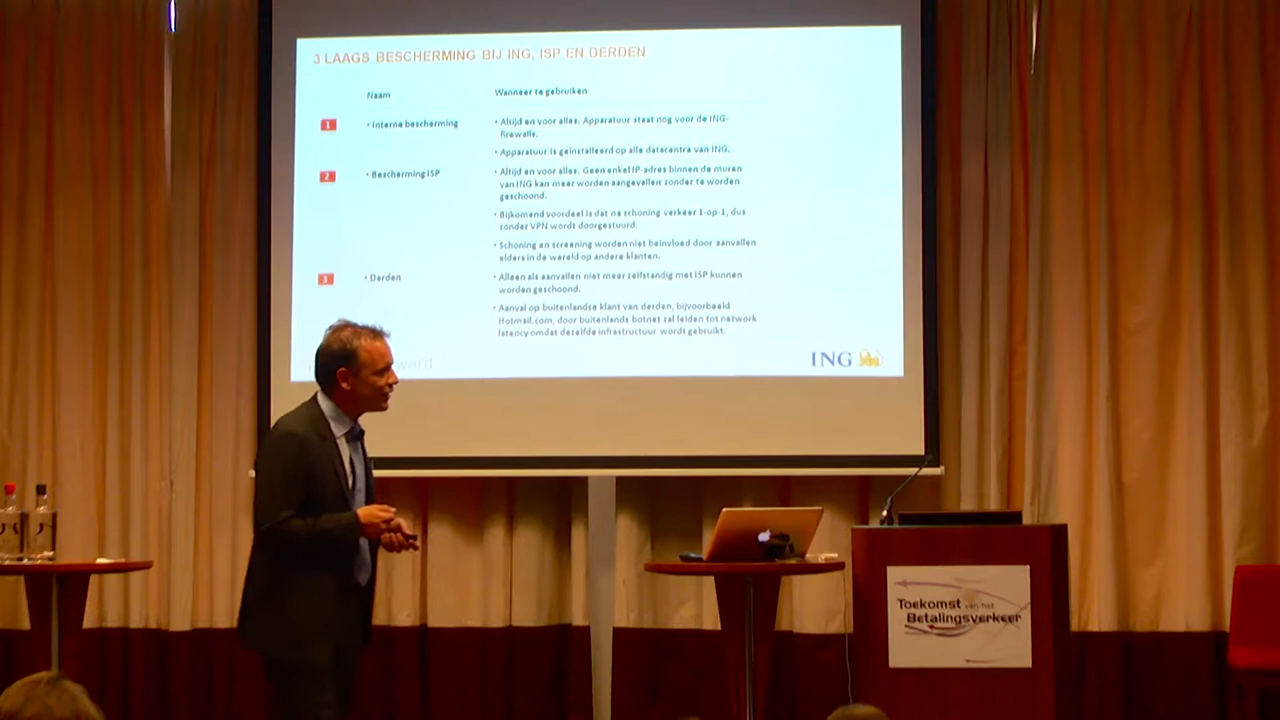 3 LAAGS BESCHERMING BIJ ING, ISP EN DERDEN
Naam
Wanneer te gebruiken
1
• Interne bescherming
• Altijd en voor alles. Apparatuur staat nog voor de ING-
firewalls.
• Apparatuur is geïnstalleerd op alle datacentra van ING.
2
• Bescherming ISP
• Altijd en voor alles. Geen enkel IP-adres binnen de muren
van ING kan meer worden aangevallen zonder te worden
geschoond.
• Bijkomend voordeel is dat na schoning verkeer 1-op-1, dus
zonder VPN wordt doorgestuurd.
• Schoning en screening worden niet beïnvloed door aanvallen
elders in de wereld op andere klanten.
3
• Derden
• Alleen als aanvallen niet meer zelfstandig met ISP kunnen
worden geschoond.
• Aanval op buitenlandse klant van derden, bijvoorbeeld
Hotmail.com, door buitenlands botnet zal leiden tot network
latency omdat dezelfde infrastructuur wordt gebruikt.
ward
ING
Toekomst van het
Betalingsverkeer